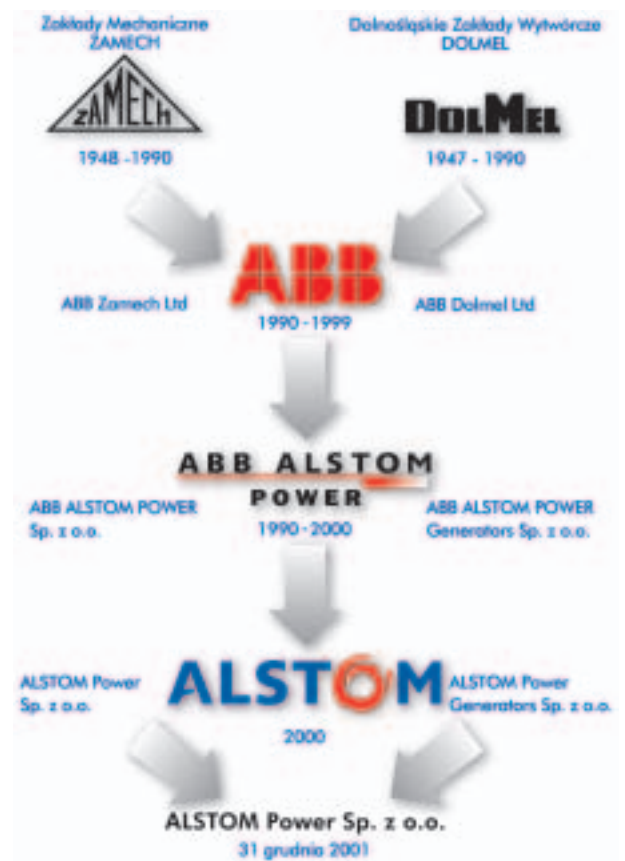 Zakłady Mechaniczne
ZAMECH
Dolnośląskie Zakłady Wytwórcze
DOLMEL
ZAMECH
DOLMEL
1948 -1990
1947 - 1990
ABB
ABB Zamech Ltd
ABB Dolmel Ltd
1990 -1999
ABB ALSTOM
POWER
ABB ALSTOM POWER
Sp. z o.o.
1990 -2000
ABB ALSTOM POWER
Generators Sp. z o.o.
ALSTOM Power
Sp. z o.o.
ALSTOM
ALSTOM Power
Generators Sp. z o.o.
2000
ALSTOM Power Sp. z o.o.
31 grudnia 2001